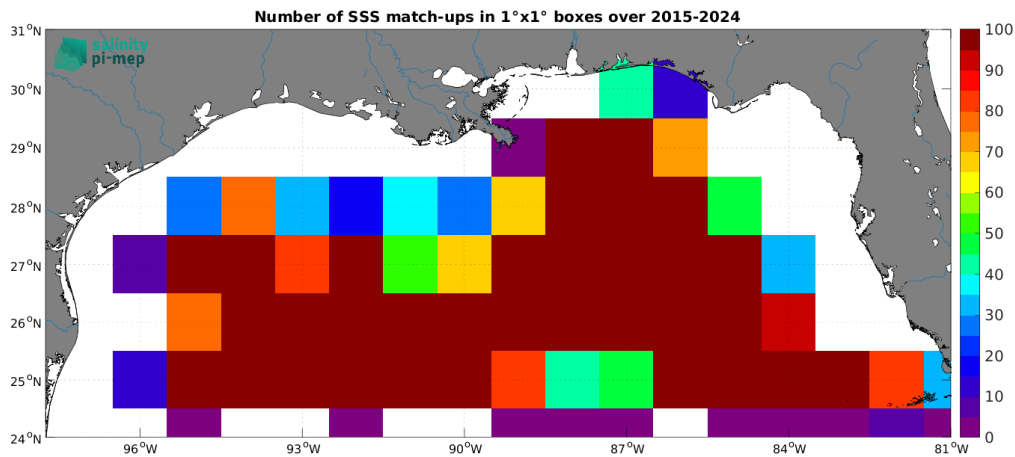 Number of SSS match-ups in 1°x1° boxes over 2015-2024
salinity
pi-mep
31°N
30°N
29°N
28°N
27°N
26°N
25°N
24°N
96°W 93°W 90°W 87°W 84°W 81°W
100
90
80
70
60
50
40
30
20
10
0